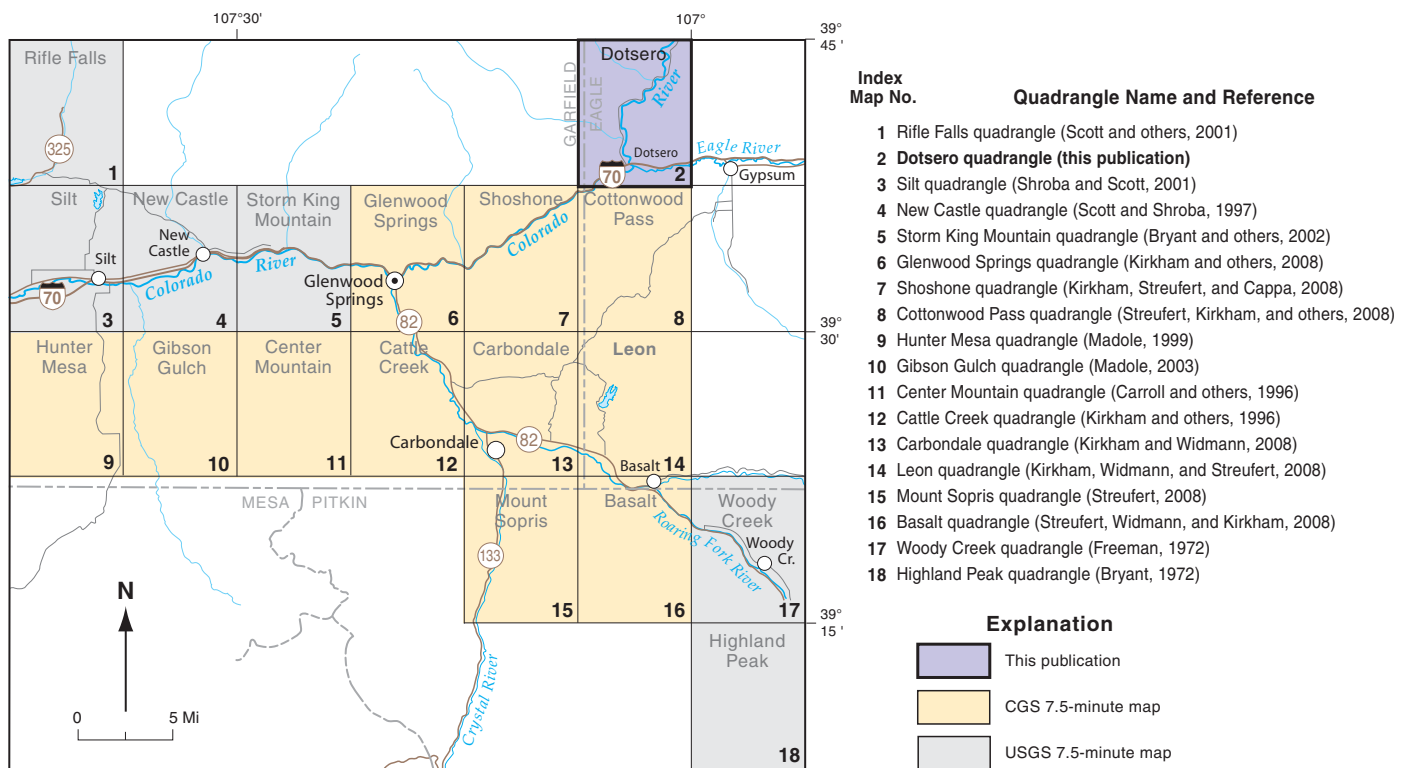 107°30'
107°
39°
45 '
Rifle Falls
325
1
GARFIELD
EAGLE
Dotsero
River
Dotsero
70
2
Eagle River
Gypsum
Silt
Silt
70
Colorado
3
New Castle
New
Castle
4
Storm King
Mountain
River
5
Glenwood
Springs
Glenwood
Springs
82
6
Shoshone
Colorado
7
Cottonwood
Pass
8
39°
30'
Hunter
Mesa
9
Gibson
Gulch
10
Center
Mountain
11
Cattle
Creek
12
Carbondale
Carbondale
82
13
Leon
Basalt
14
MESA
PITKIN
Mount
Sopris
133
15
Basalt
Roaring Fork River
16
Woody
Creek
Woody
Cr.
17
39°
15 '
Highland
Peak
18
Crystal River
N
0
5 Mi
Index
Map No.
Quadrangle Name and Reference
1 Rifle Falls quadrangle (Scott and others, 2001)
2 Dotsero quadrangle (this publication)
3 Silt quadrangle (Shroba and Scott, 2001)
4 New Castle quadrangle (Scott and Shroba, 1997)
5 Storm King Mountain quadrangle (Bryant and others, 2002)
6 Glenwood Springs quadrangle (Kirkham and others, 2008)
7 Shoshone quadrangle (Kirkham, Streufert, and Cappa, 2008)
8 Cottonwood Pass quadrangle (Streufert, Kirkham, and others, 2008)
9 Hunter Mesa quadrangle (Madole, 1999)
10 Gibson Gulch quadrangle (Madole, 2003)
11 Center Mountain quadrangle (Carroll and others, 1996)
12 Cattle Creek quadrangle (Kirkham and others, 1996)
13 Carbondale quadrangle (Kirkham and Widmann, 2008)
14 Leon quadrangle (Kirkham, Widmann, and Streufert, 2008)
15 Mount Sopris quadrangle (Streufert, 2008)
16 Basalt quadrangle (Streufert, Widmann, and Kirkham, 2008)
17 Woody Creek quadrangle (Freeman, 1972)
18 Highland Peak quadrangle (Bryant, 1972)
Explanation
This publication
CGS 7.5-minute map
USGS 7.5-minute map